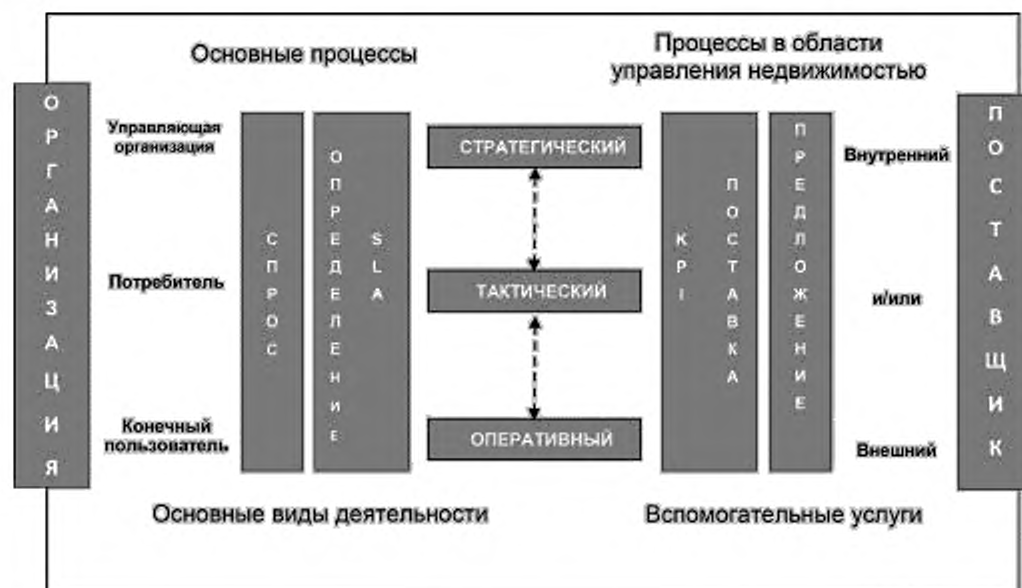 Основные процессы
Процессы в области
управления недвижимостью
ОРГАНИЗАЦИЯ
Управляющая
организация
Потребитель
Конечный
пользователь
СПРОС
ОПРЕДЕЛЕНИЕ
SLA
СТРАТЕГИЧЕСКИЙ
ТАКТИЧЕСКИЙ
ОПЕРАТИВНЫЙ
KPI
ПОСТАВКА
ПРЕДЛОЖЕНИЕ
Внутренний
и/или
Внешний
ПОСТАВЩИК
Основные виды деятельности
Вспомогательные услуги